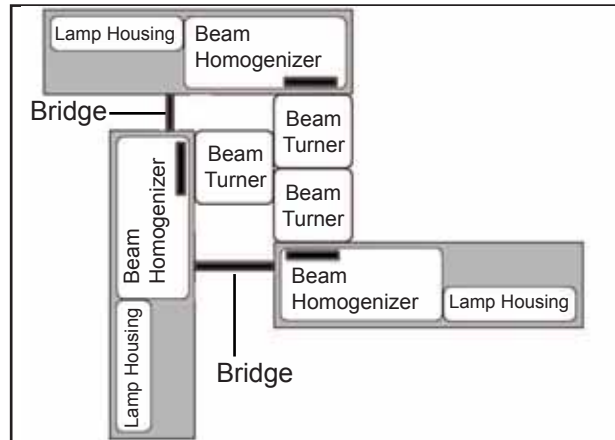 Lamp Housing
Beam
Homogenizer
Bridge
Beam
Turner
Beam
Turner
Beam
Turner
Beam
Homogenizer
Lamp Housing
Beam
Homogenizer
Lamp Housing
Bridge